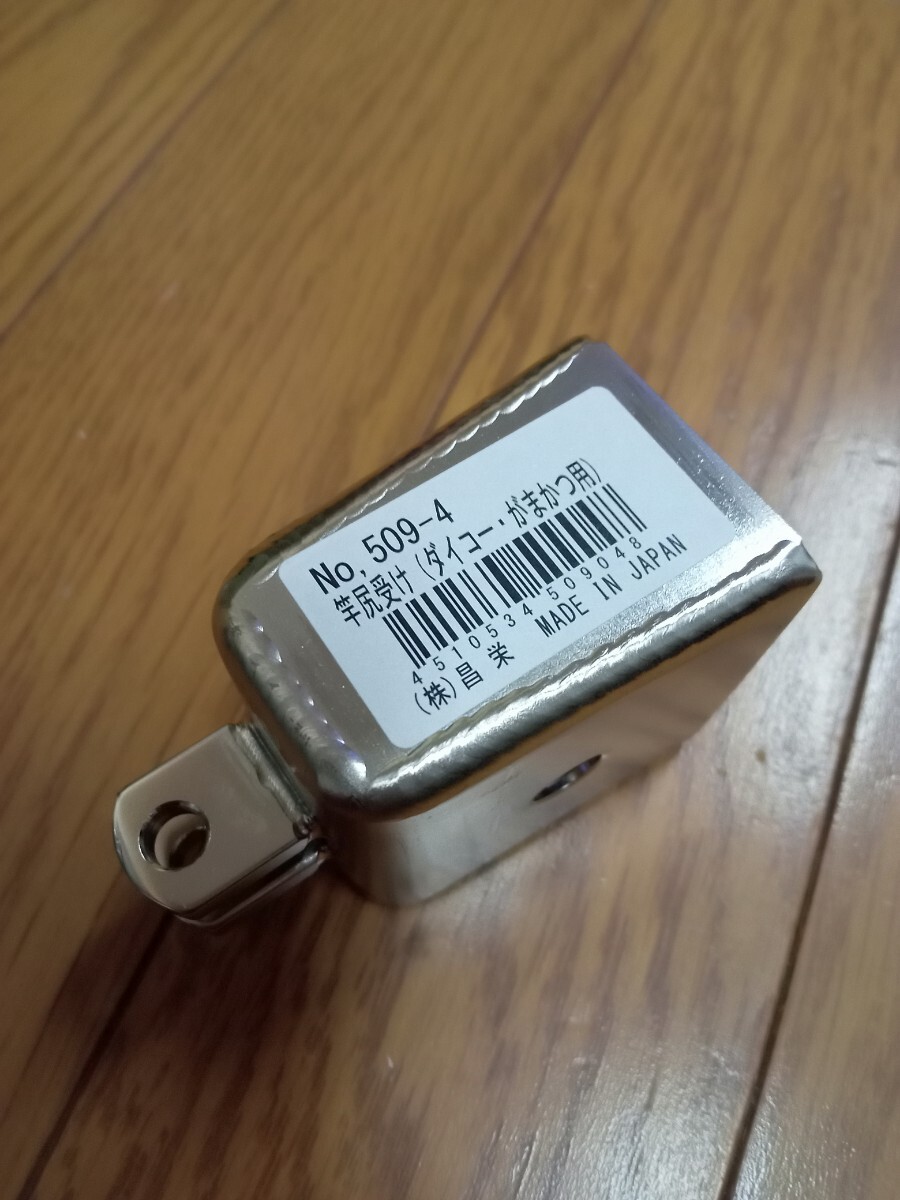 No,509-4
竿尻受け(ダイコー・がまかつ用)
4510534509048
(株)昌栄 MADE IN JAPAN